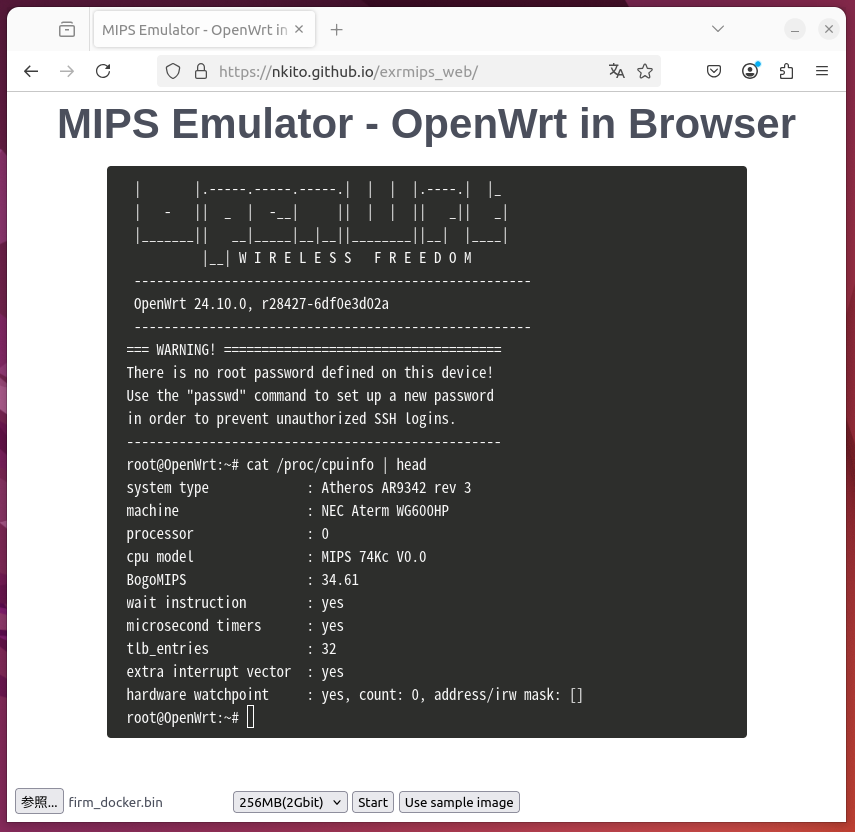 MIPS Emulator - OpenWrt in
https://nkito.github.io/exrmips_web/
MIPS Emulator - OpenWrt in Browser
 |       |.-----.-----.-----.|  |  |  |.----.|  |_
 |   -   ||  _  |  -__|     ||  |  |  ||   _||   _|
 |_______||   __|_____|__|__||________||__|  |____|
          |__| W I R E L E S S   F R E E D O M
 -----------------------------------------------------
 OpenWrt 24.10.0, r28427-6df0e3d02a
 -----------------------------------------------------
=== WARNING! =====================================
There is no root password defined on this device!
Use the "passwd" command to set up a new password
in order to prevent unauthorized SSH logins.
--------------------------------------------------
root@OpenWrt:~# cat /proc/cpuinfo | head
system type             : Atheros AR9342 rev 3
machine                 : NEC Aterm WG600HP
processor               : 0
cpu model               : MIPS 74Kc V0.0
BogoMIPS                : 34.61
wait instruction        : yes
microsecond timers      : yes
tlb_entries             : 32
extra interrupt vector  : yes
hardware watchpoint     : yes, count: 0, address/irw mask: []
root@OpenWrt:~#
参照... firm_docker.bin 256MB(2Gbit) Start Use sample image